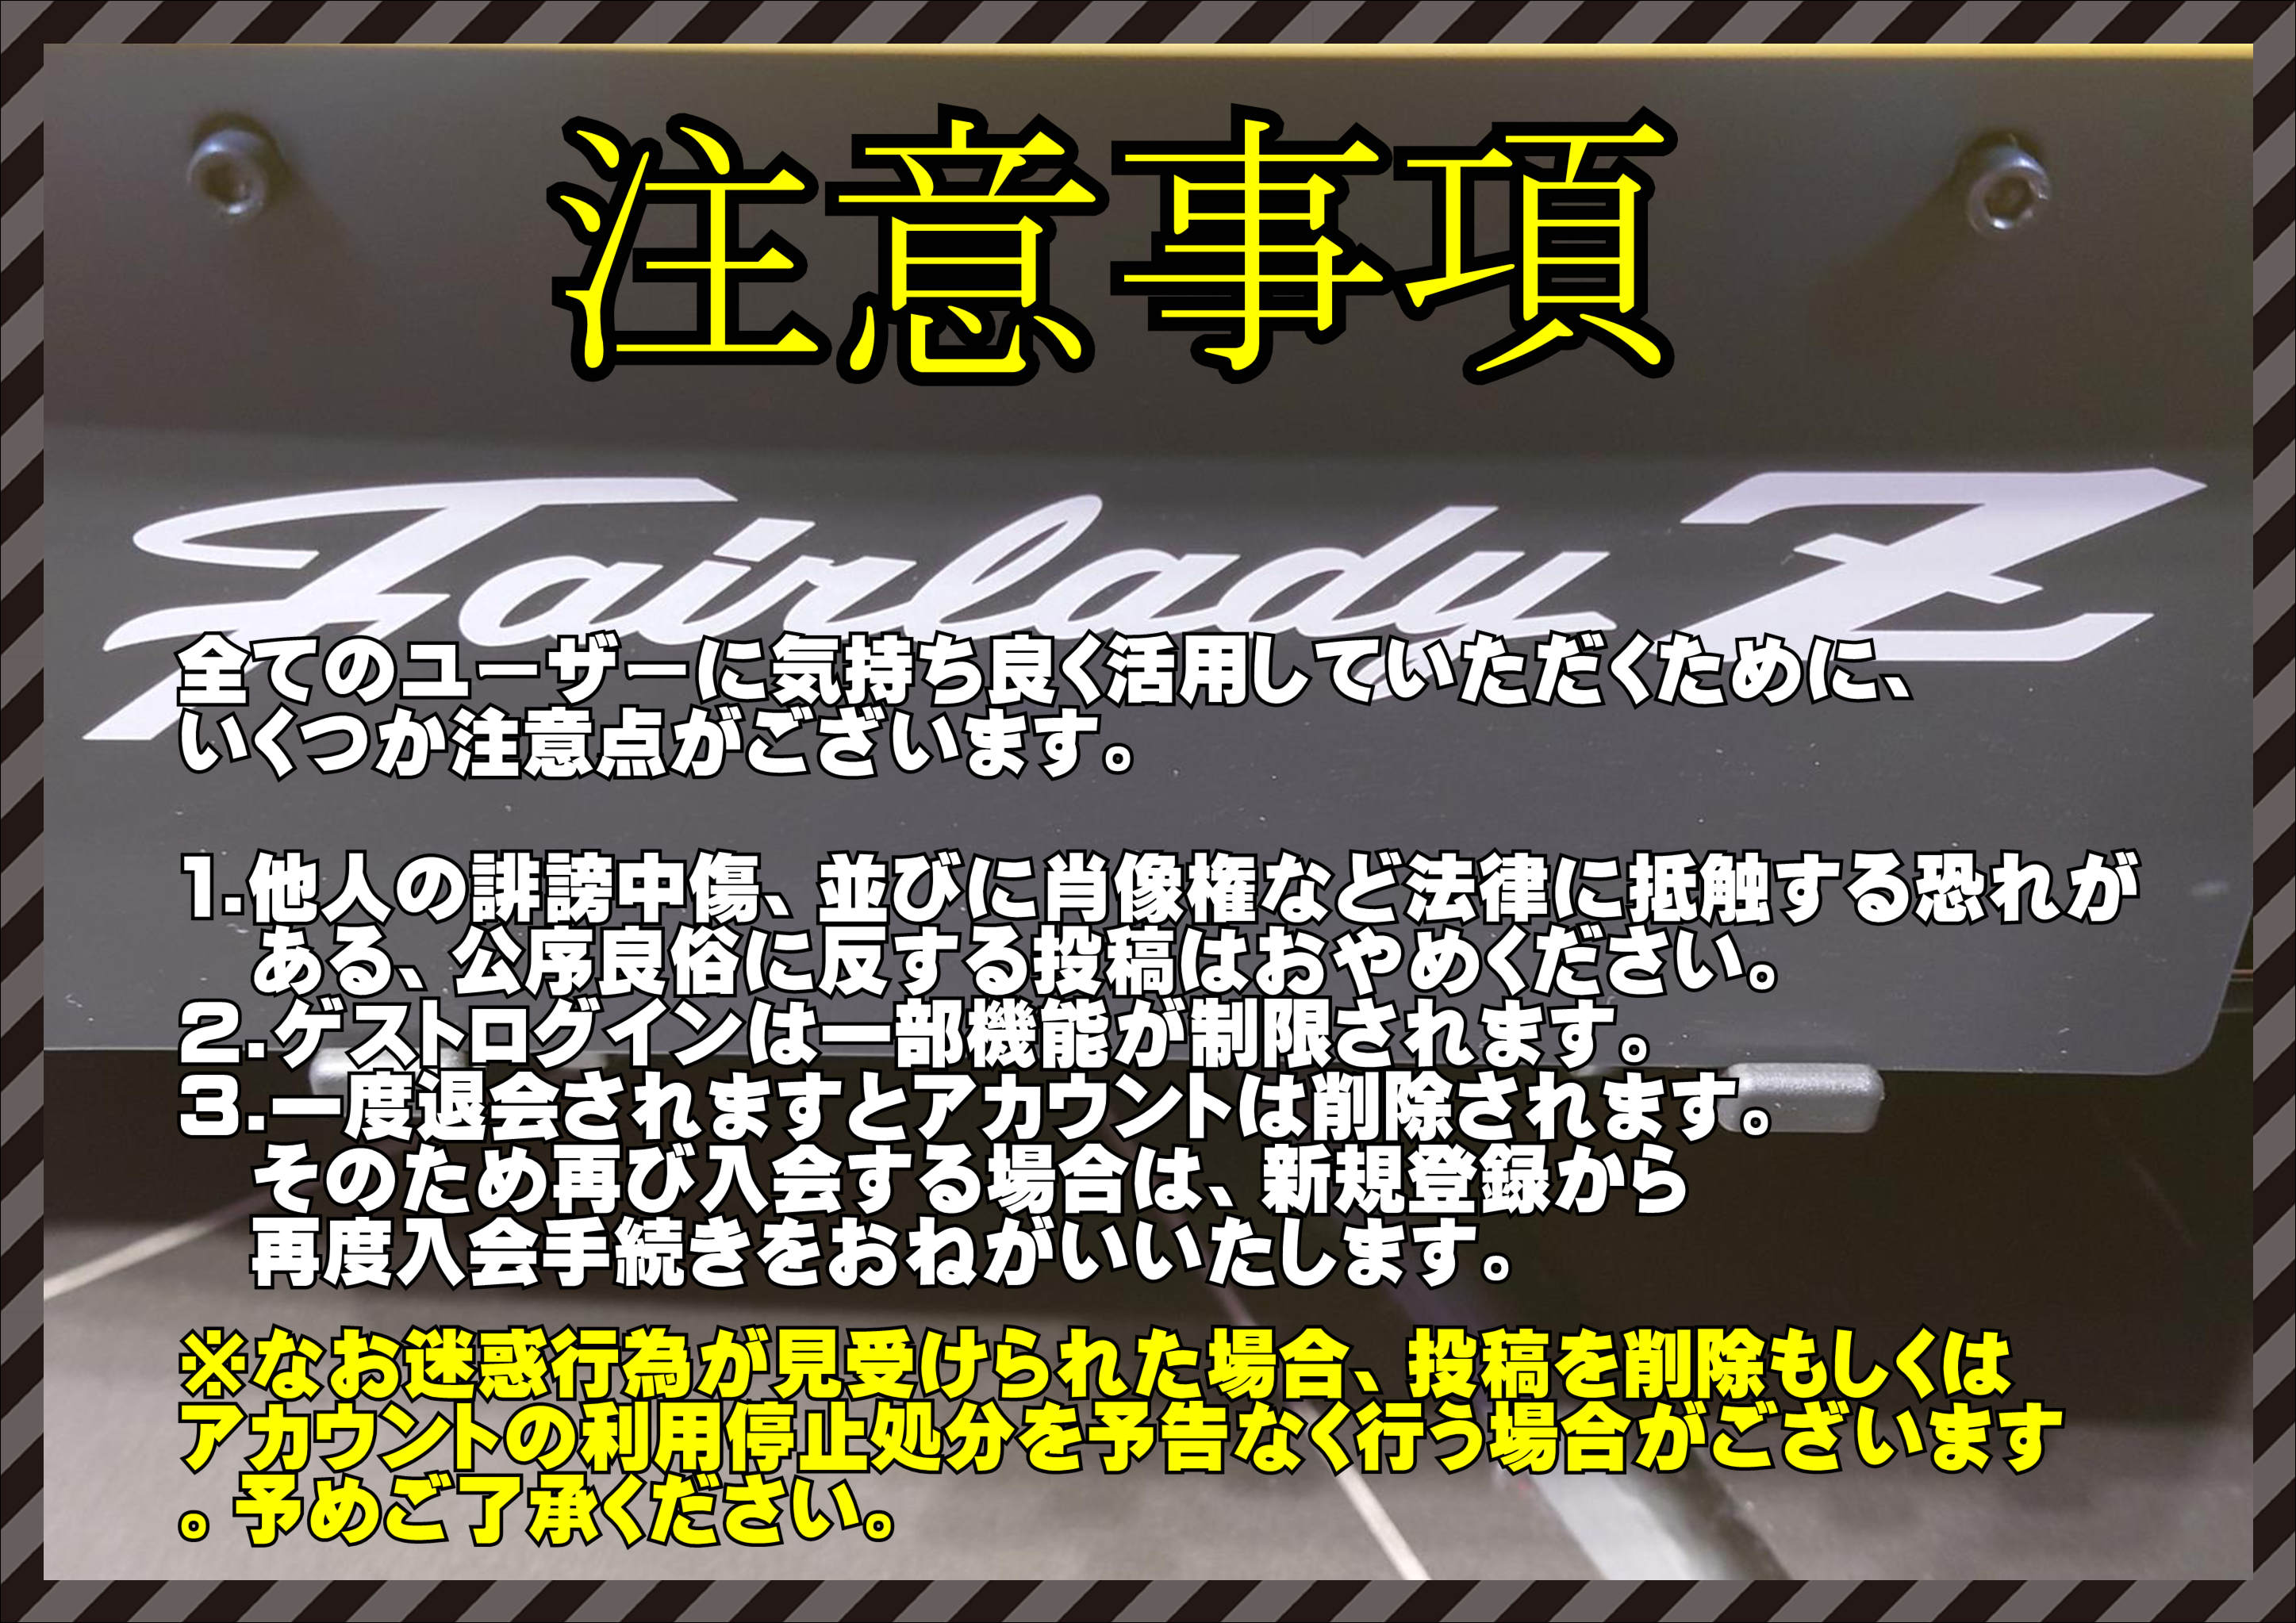 注意事項
Fairlady Z
全てのユーザーに気持ち良く活用していただくために、
いくつか注意点がございます。
1.他人の誹謗中傷、並びに肖像権など法律に抵触する恐れが
ある、公序良俗に反する投稿はおやめください。
2.ゲストログインは一部機能が制限されます。
3.一度退会されますとアカウントは削除されます。
そのため再び入会する場合は、新規登録から
再度入会手続きをおねがいいたします。
※なお迷惑行為が見受けられた場合、投稿を削除もしくは
アカウントの利用停止処分を予告なく行う場合がございます
。予めご了承ください。